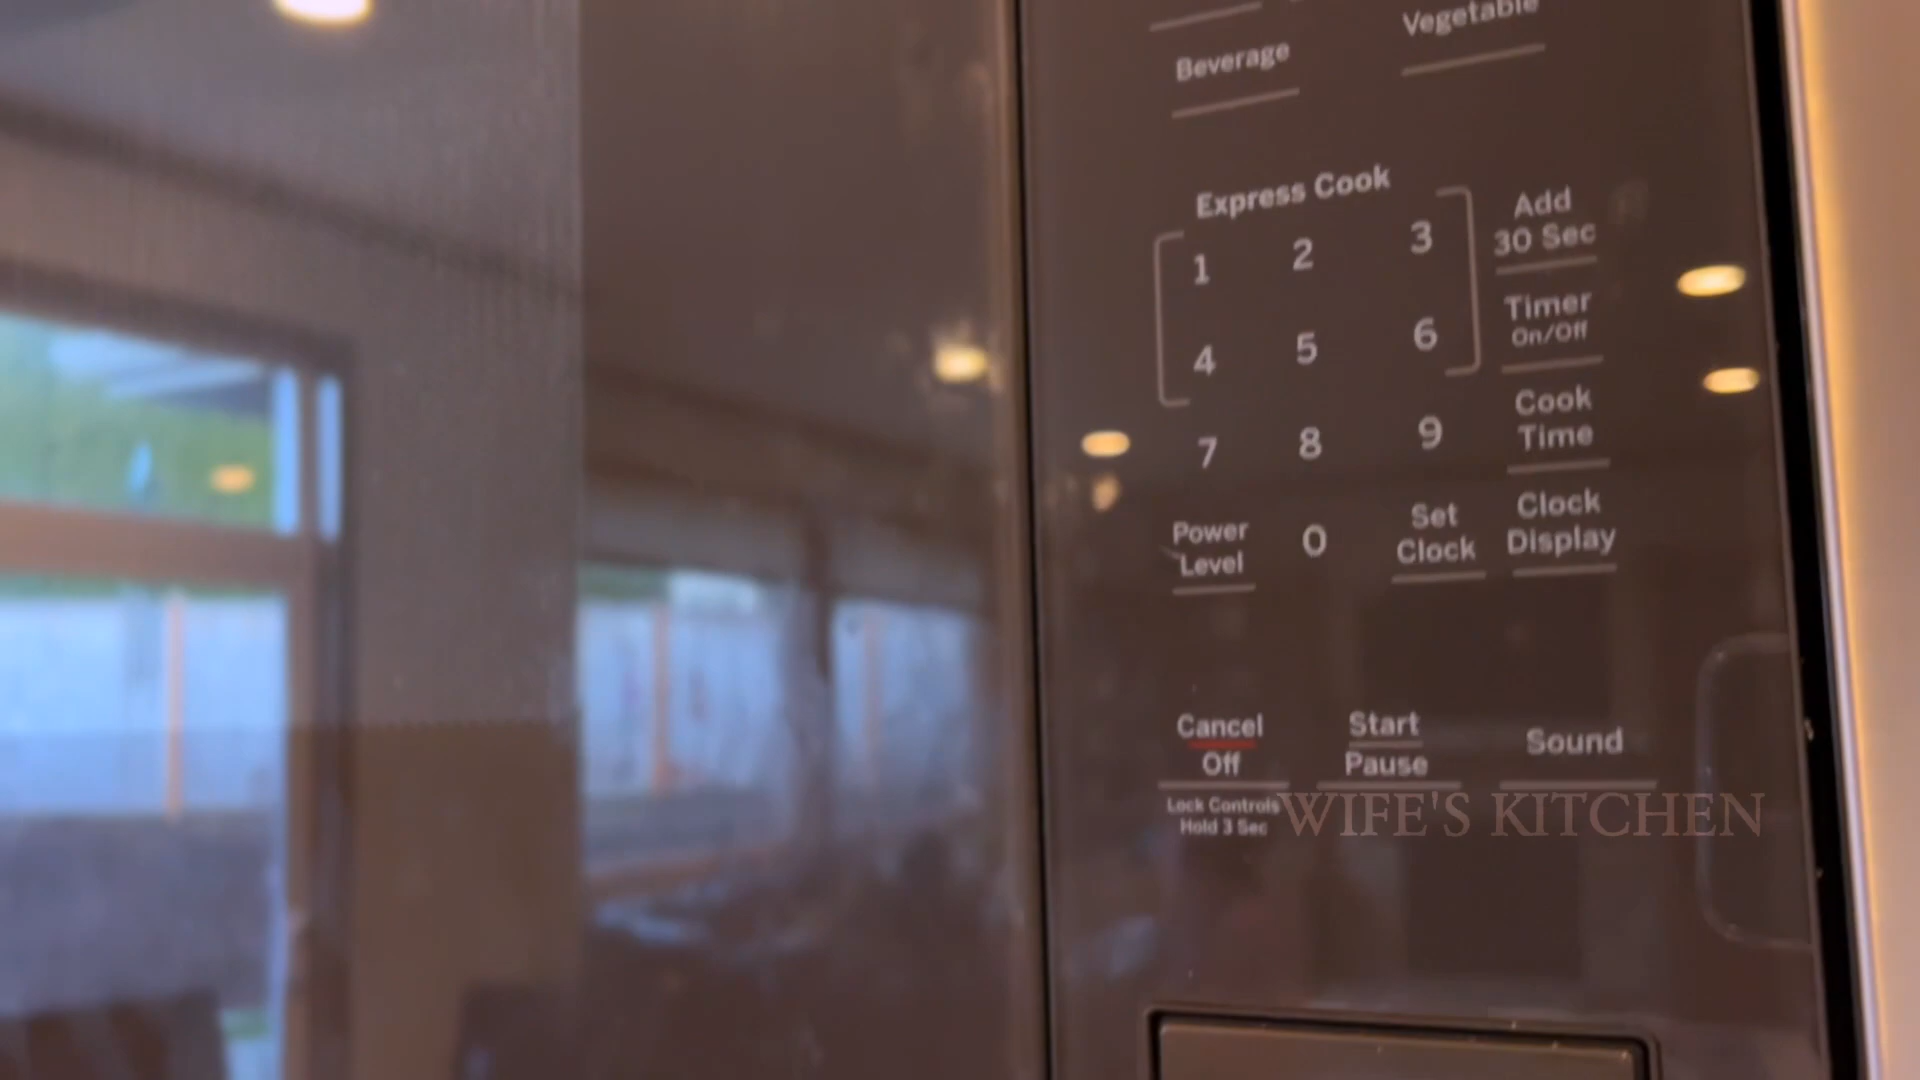 Vegetable
Beverage
Express Cook
1 2 3
Add
30 Sec
4 5 6
Timer
On/Off
7 8 9
Cook
Time
Power
Level
0
Set
Clock
Clock
Display
Cancel
Off
Start
Pause
Sound
Lock Controls
Hold 3 Sec
WIFE'S KITCHEN